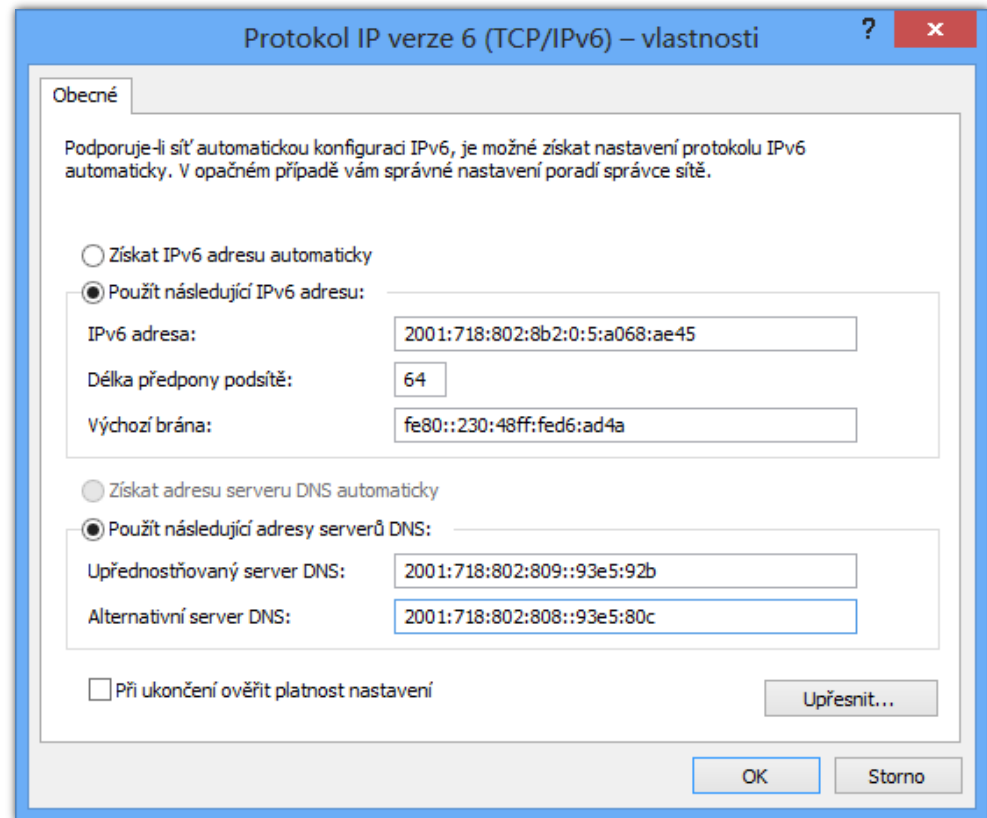 Protokol IP verze 6 (TCP/IPv6) – vlastnosti
?
x
Obecné
Podporuje-li síť automatickou konfiguraci IPv6, je možné získat nastavení protokolu IPv6
automaticky. V opačném případě vám správné nastavení poradí správce sítě.
Získat IPv6 adresu automaticky
Použít následující IPv6 adresu:
IPv6 adresa: 2001:718:802:8b2:0:5:a068:ae45
Délka předpony podsítě: 64
Výchozí brána: fe80::230:48ff:fed6:ad4a
Získat adresu serveru DNS automaticky
Použít následující adresy serverů DNS:
Upřednostňovaný server DNS: 2001:718:802:809::93e5:92b
Alternativní server DNS: 2001:718:802:808::93e5:80c
Při ukončení ověřit platnost nastavení
Upřesnit...
OK Storno